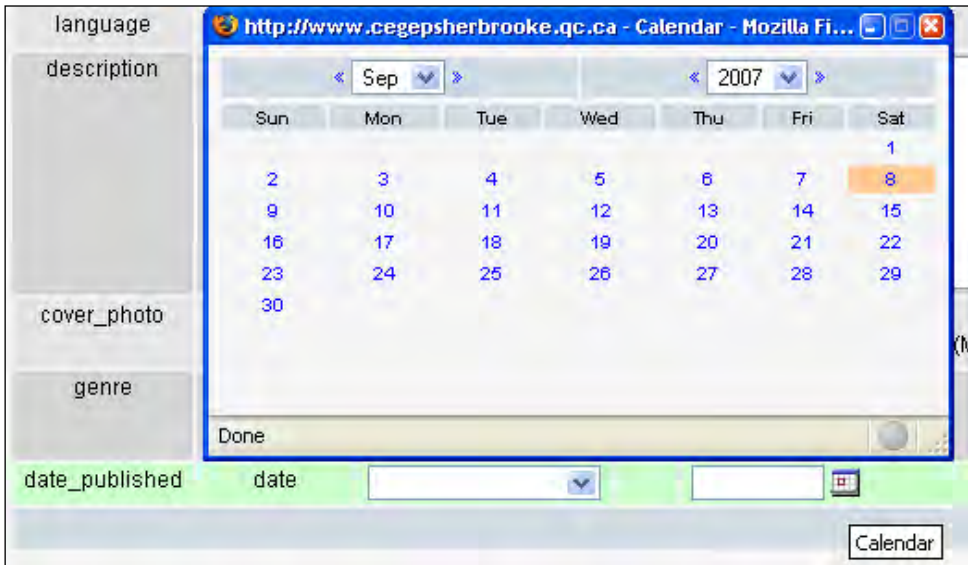 language
http://www.cegepsherbrooke.qc.ca - Calendar - Mozilla Fi...
description
« Sep » « 2007 »
Sun Mon Tue Wed Thu Fri Sat
1
2 3 4 5 6 7 8
9 10 11 12 13 14 15
16 17 18 19 20 21 22
23 24 25 26 27 28 29
30
cover_photo
genre
Done
date_published date
Calendar